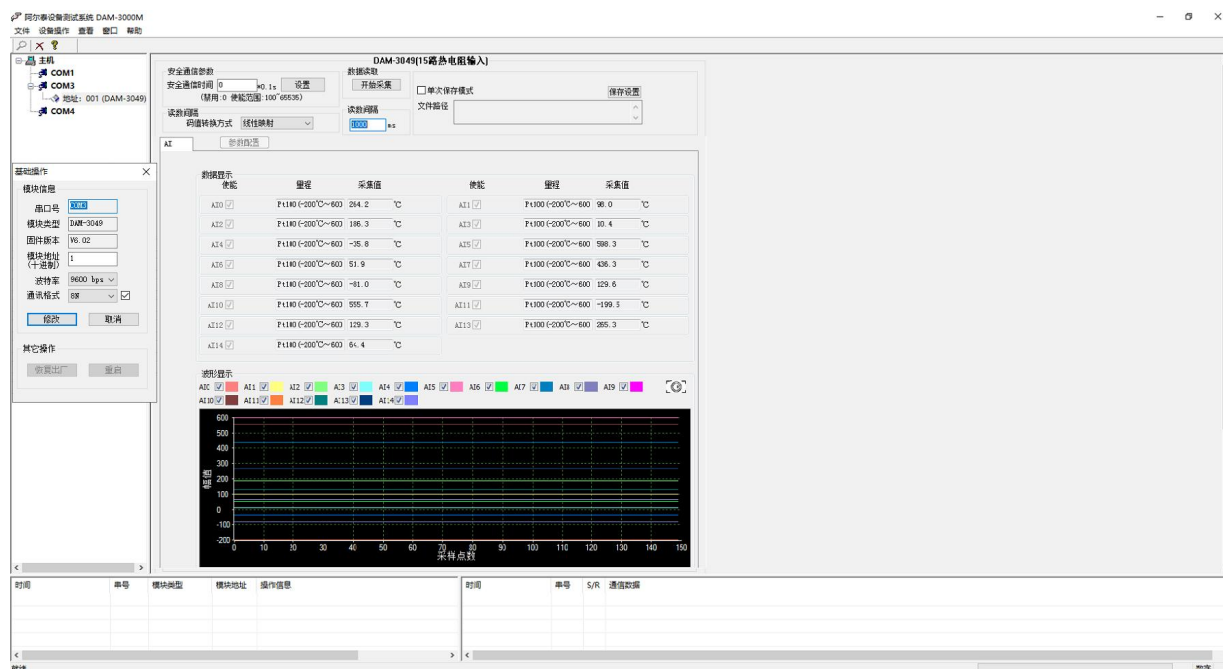 阿尔泰设备测试系统 DAM-3000M
文件 设备操作 查看 窗口 帮助
主机
COM1
COM3
地址: 001 (DAM-3049)
COM4
DAM-3049(15路热电阻输入)
安全通信参数
安全通信时间 0 *0.1s 设置
(禁用:0 使能范围:100~65535)
读数间隔
码值转换方式 线性映射
数据读取
开始采集
读数间隔
1000 ms
单次保存模式 保存设置
文件路径
AI 参数配置
基础操作
模块信息
串口号 COM3
模块类型 DAM-3049
固件版本 V6.02
模块地址 1
(十进制)
波特率 9600 bps
通讯格式 8N
修改 取消
其它操作
恢复出厂 重启
数据显示
使能 量程 采集值 使能 量程 采集值
AI0 Pt100(-200℃~600 264.2 ℃ AI1 Pt100(-200℃~600 98.0 ℃
AI2 Pt100(-200℃~600 186.3 ℃ AI3 Pt100(-200℃~600 10.4 ℃
AI4 Pt100(-200℃~600 -35.8 ℃ AI5 Pt100(-200℃~600 598.3 ℃
AI6 Pt100(-200℃~600 51.9 ℃ AI7 Pt100(-200℃~600 436.3 ℃
AI8 Pt100(-200℃~600 -81.0 ℃ AI9 Pt100(-200℃~600 129.6 ℃
AI10 Pt100(-200℃~600 555.7 ℃ AI11 Pt100(-200℃~600 -199.5 ℃
AI12 Pt100(-200℃~600 129.3 ℃ AI13 Pt100(-200℃~600 265.3 ℃
AI14 Pt100(-200℃~600 64.4 ℃
波形显示
AI0 AI1 AI2 AI3 AI4 AI5 AI6 AI7 AI8 AI9
AI10 AI11 AI12 AI13 AI14
600
500
400
300
200
100
0
-100
-200
幅值
0 10 20 30 40 50 60 70 80 90 100 110 120 130 140 150
采样点数
时间 串号 模块类型 模块地址 操作信息
时间 串号 S/R 通信数据
就绪 数字